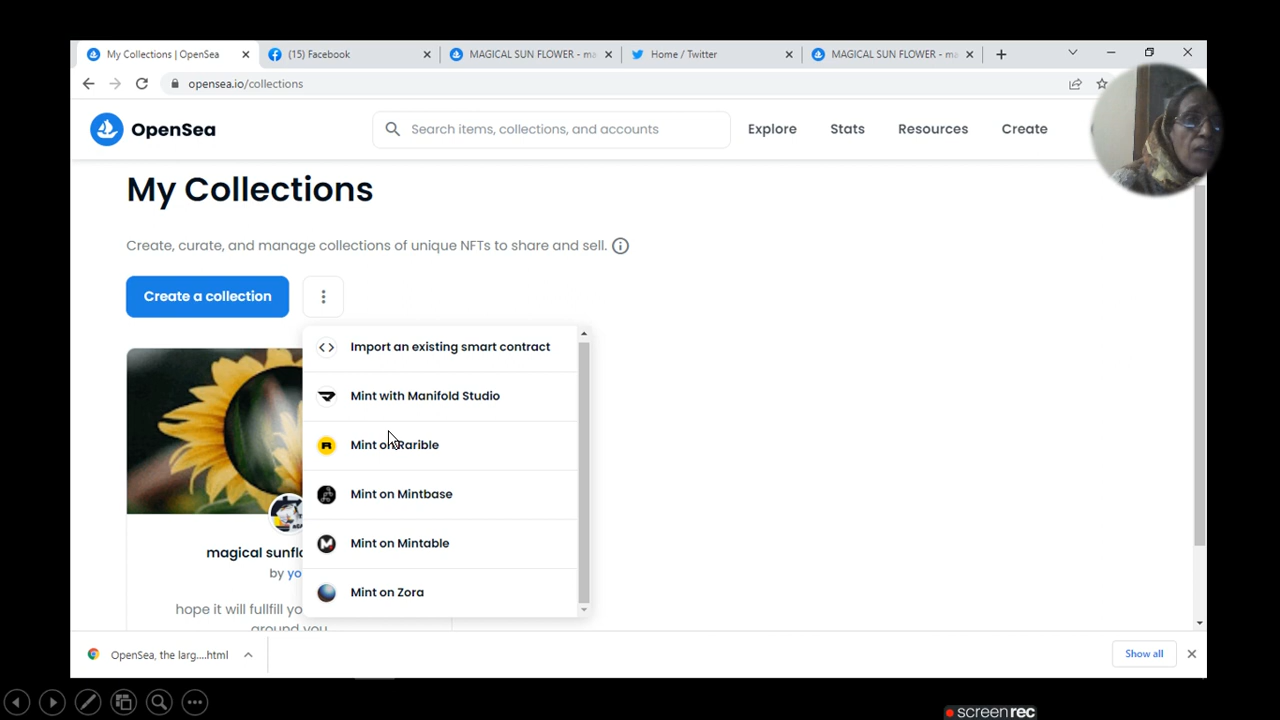 My Collections | OpenSea
(15) Facebook
MAGICAL SUN FLOWER - ma
Home / Twitter
MAGICAL SUN FLOWER - ma
opensea.io/collections
OpenSea
Search items, collections, and accounts
Explore
Stats
Resources
Create
My Collections
Create, curate, and manage collections of unique NFTs to share and sell.
Create a collection
Import an existing smart contract
Mint with Manifold Studio
Mint on Rarible
Mint on Mintbase
Mint on Mintable
Mint on Zora
magical sunfl
by yo
hope it will fullfill yo
around you
OpenSea, the larg....html
Show all
screenrec